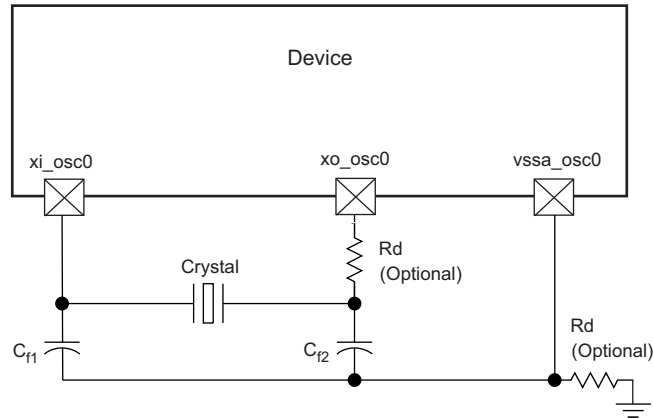 Device
xi_osc0
xo_osc0
vssa_osc0
Rd
(Optional)
Crystal
Cf1
Cf2
Rd
(Optional)